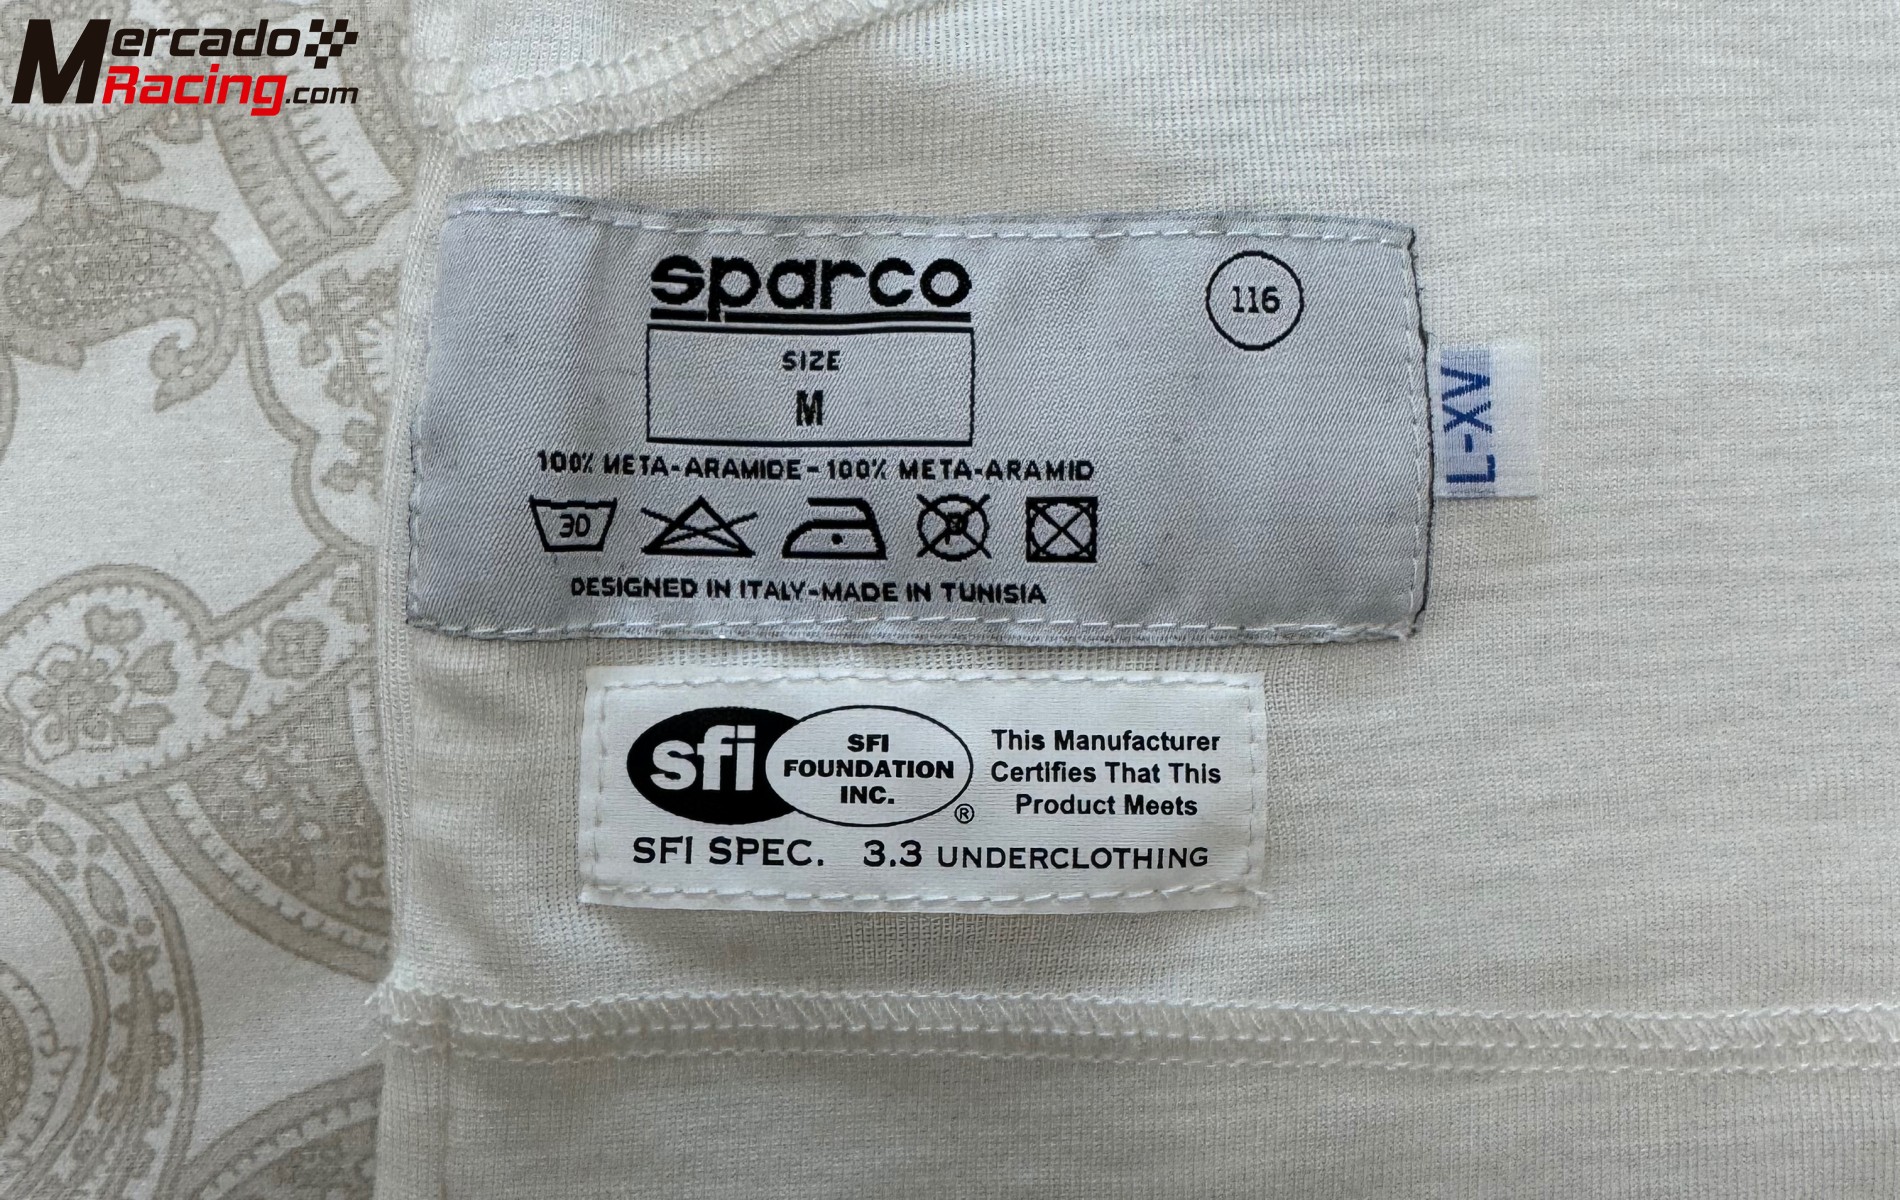 Mercado
Racing.com
sparco
116
SIZE
M
L-XV
100% META-ARAMIDE-100% META-ARAMID
30
P
DESIGNED IN ITALY-MADE IN TUNISIA
sfi
SFI
FOUNDATION
INC.
®
This Manufacturer
Certifies That This
Product Meets
SFI SPEC. 3.3 UNDERCLOTHING